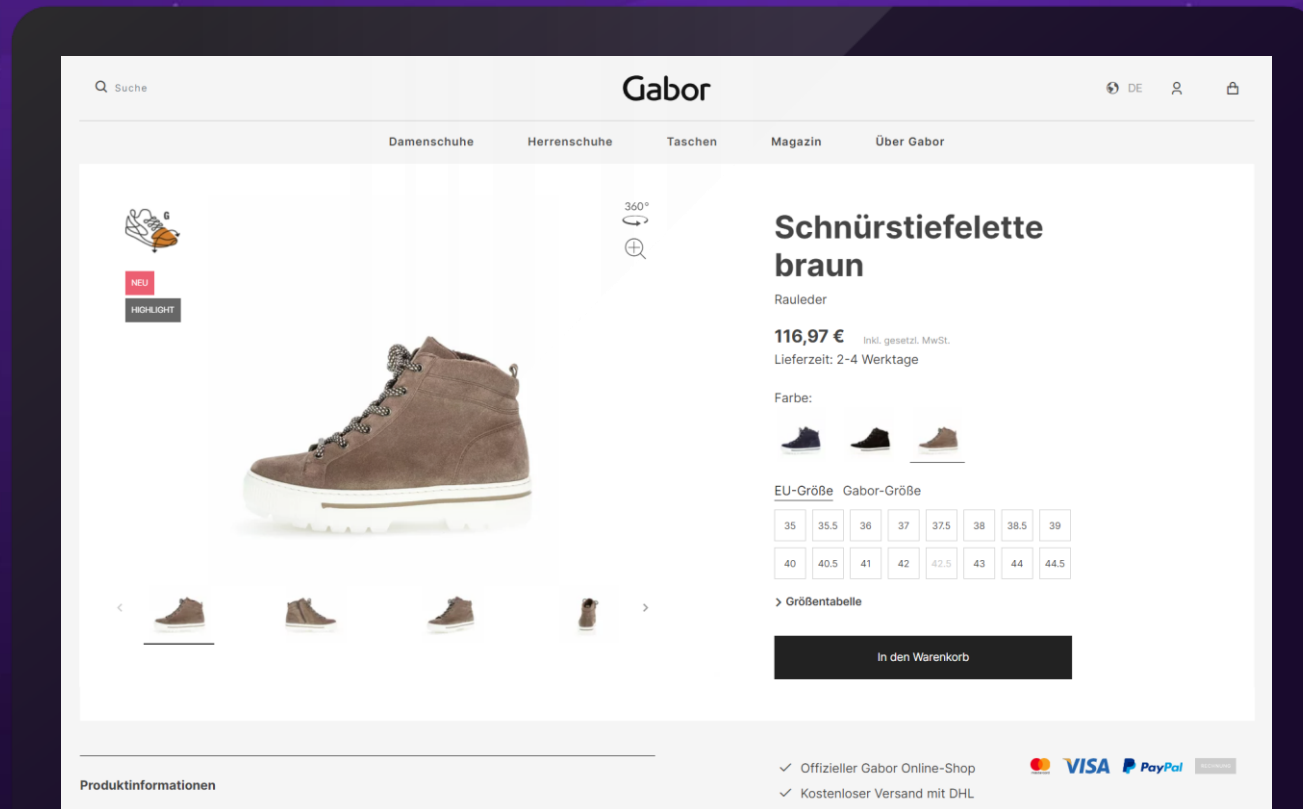 Suche
Gabor
DE
Damenschuhe Herrenschuhe Taschen Magazin Über Gabor
G
360°
NEU
HIGHLIGHT
Schnürstiefelette
braun
Rauleder
116,97 € Inkl. gesetzl. MwSt.
Lieferzeit: 2-4 Werktage
Farbe:
EU-Größe Gabor-Größe
35 35.5 36 37 37.5 38 38.5 39
40 40.5 41 42 42.5 43 44 44.5
Größentabelle
In den Warenkorb
Produktinformationen
Offizieller Gabor Online-Shop
Kostenloser Versand mit DHL
VISA PayPal